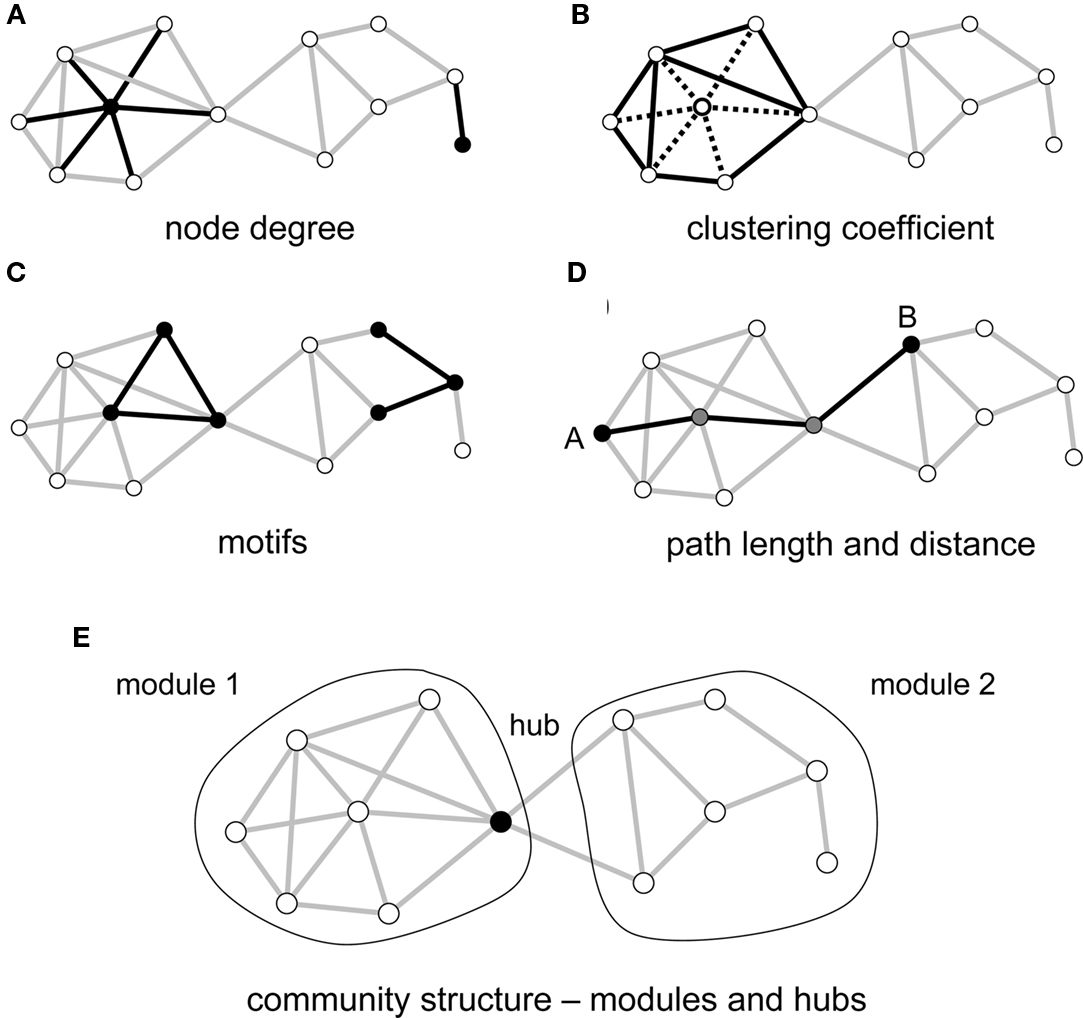 A
B
node degree
clustering coefficient
C
D
B
A
motifs
path length and distance
E
module 1
hub
module 2
community structure – modules and hubs